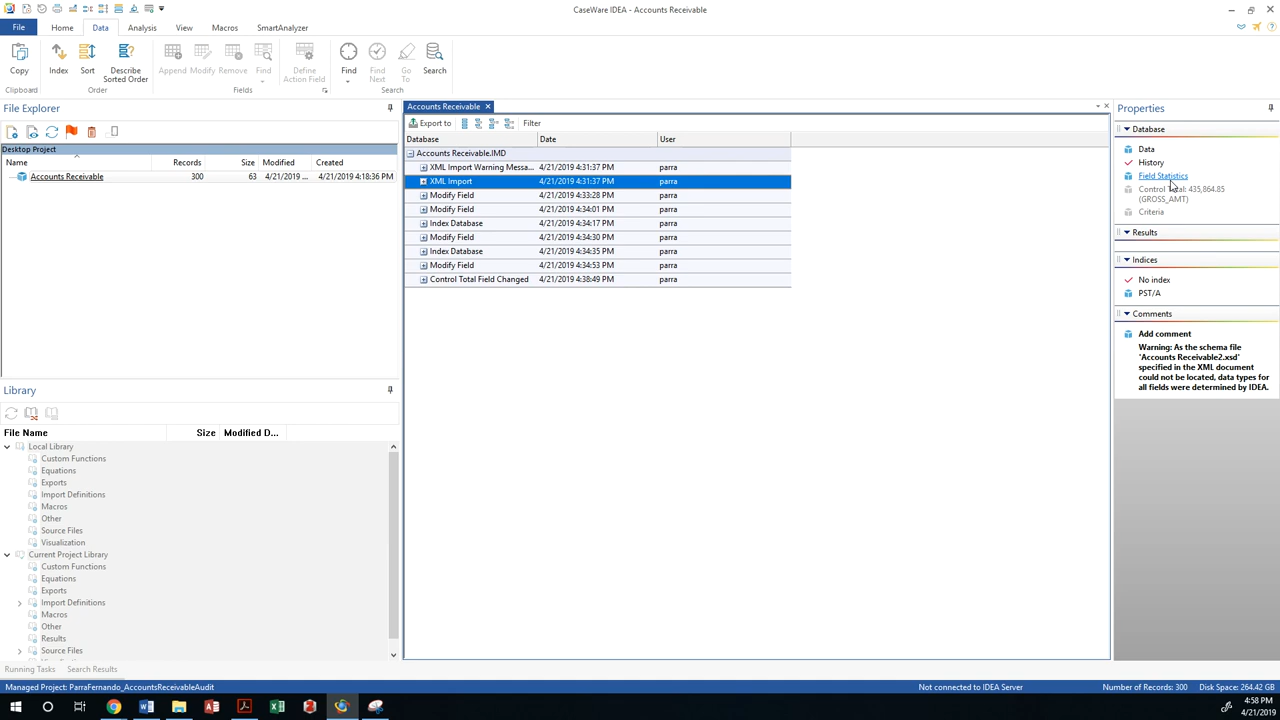 CaseWare IDEA - Accounts Receivable
File Home Data Analysis View Macros SmartAnalyzer
Copy Index Sort Describe Sorted Order Append Modify Remove Find Define Action Field Find Find Next Go To Search
Clipboard Order Fields Search
File Explorer
Desktop Project
Name Records Size Modified Created
Accounts Receivable 300 63 4/21/2019 ... 4/21/2019 4:18:36 PM
Library
File Name Size Modified D...
Local Library
Custom Functions
Equations
Exports
Import Definitions
Macros
Other
Source Files
Visualization
Current Project Library
Custom Functions
Equations
Exports
Import Definitions
Macros
Other
Results
Source Files
Running Tasks Search Results
Accounts Receivable
Export to Filter
Database Date User
Accounts Receivable.IMD
XML Import Warning Messa... 4/21/2019 4:31:37 PM parra
XML Import 4/21/2019 4:31:37 PM parra
Modify Field 4/21/2019 4:33:28 PM parra
Modify Field 4/21/2019 4:34:01 PM parra
Index Database 4/21/2019 4:34:17 PM parra
Modify Field 4/21/2019 4:34:30 PM parra
Index Database 4/21/2019 4:34:35 PM parra
Modify Field 4/21/2019 4:34:53 PM parra
Control Total Field Changed 4/21/2019 4:38:49 PM parra
Properties
Database
Data
History
Field Statistics
Control Total: 435,864.85
(GROSS_AMT)
Criteria
Results
Indices
No index
PST/A
Comments
Add comment
Warning: As the schema file
'Accounts Receivable2.xsd'
specified in the XML document
could not be located, data types for
all fields were determined by IDEA.
Managed Project: ParraFernando_AccountsReceivableAudit Not connected to IDEA Server Number of Records: 300 Disk Space: 264.42 GB
4:58 PM
4/21/2019